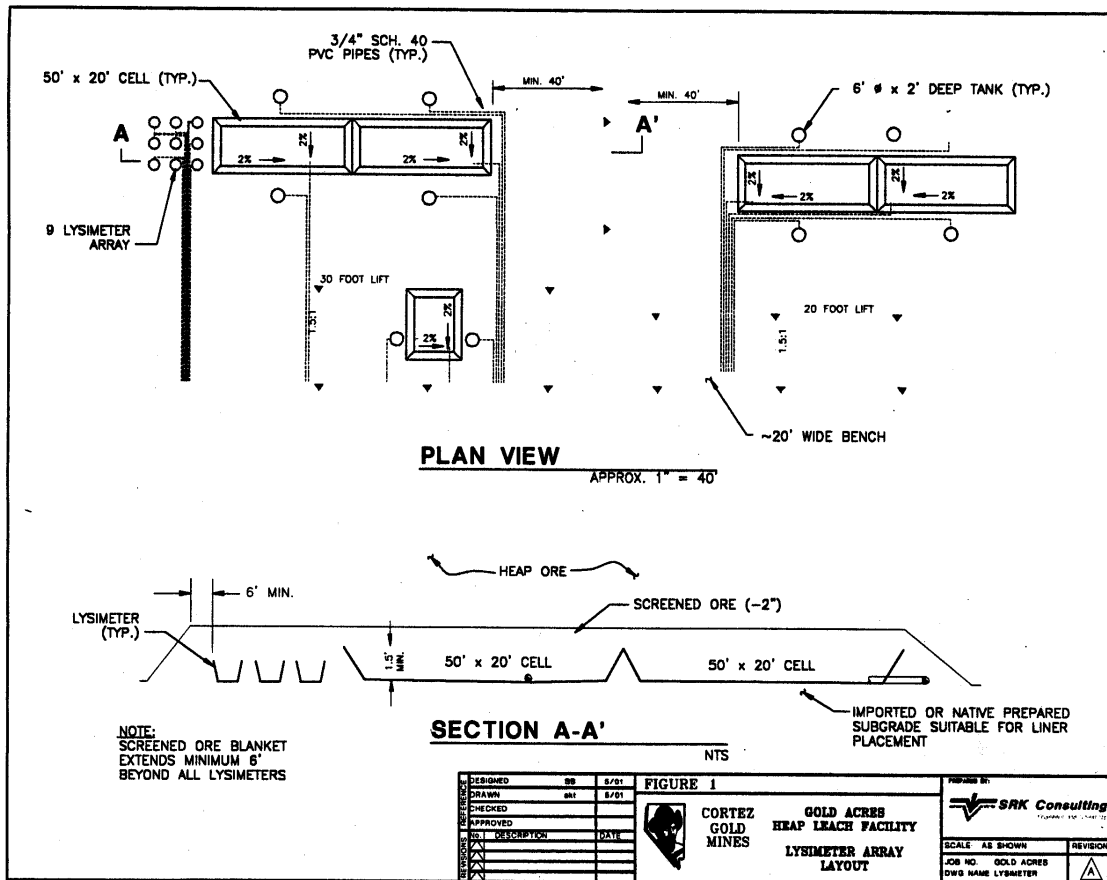 3/4" SCH. 40
PVC PIPES (TYP.)
50' x 20' CELL (TYP.)
MIN. 40'
MIN. 40'
6' ø x 2' DEEP TANK (TYP.)
A
A'
2%
2%
2%
2%
2%
2%
2%
2%
9 LYSIMETER
ARRAY
30 FOOT LIFT
1.5:1
2%
2%
20 FOOT LIFT
1.5:1
~20' WIDE BENCH
PLAN VIEW
APPROX. 1" = 40'
HEAP ORE
6' MIN.
SCREENED ORE (-2")
LYSIMETER
(TYP.)
1.5'
MIN.
50' x 20' CELL
50' x 20' CELL
IMPORTED OR NATIVE PREPARED
SUBGRADE SUITABLE FOR LINER
PLACEMENT
SECTION A-A'
NTS
NOTE:
SCREENED ORE BLANKET
EXTENDS MINIMUM 6'
BEYOND ALL LYSIMETERS
REFERENCE
DESIGNED 5/01
DRAWN skt 5/01
CHECKED
APPROVED
REVISIONS
No. DESCRIPTION DATE
FIGURE 1
CORTEZ
GOLD
MINES
GOLD ACRES
HEAP LEACH FACILITY
LYSIMETER ARRAY
LAYOUT
PREPARED BY:
SRK Consulting
SCALE AS SHOWN
REVISION
JOB NO. GOLD ACRES
DWG NAME LYSIMETER
A